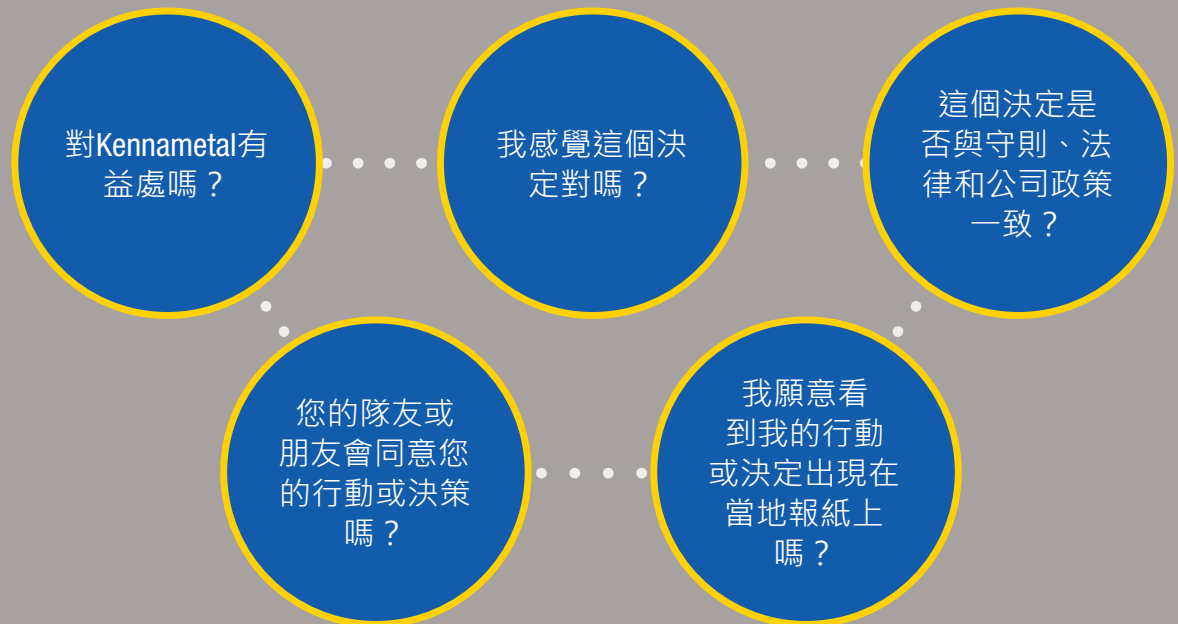 對Kennametal有
益處嗎？
我感覺這個決
定對嗎？
這個決定是
否與守則、法
律和公司政策
一致？
您的隊友或
朋友會同意您
的行動或決策
嗎？
我願意看
到我的行動
或決定出現在
當地報紙上
嗎？